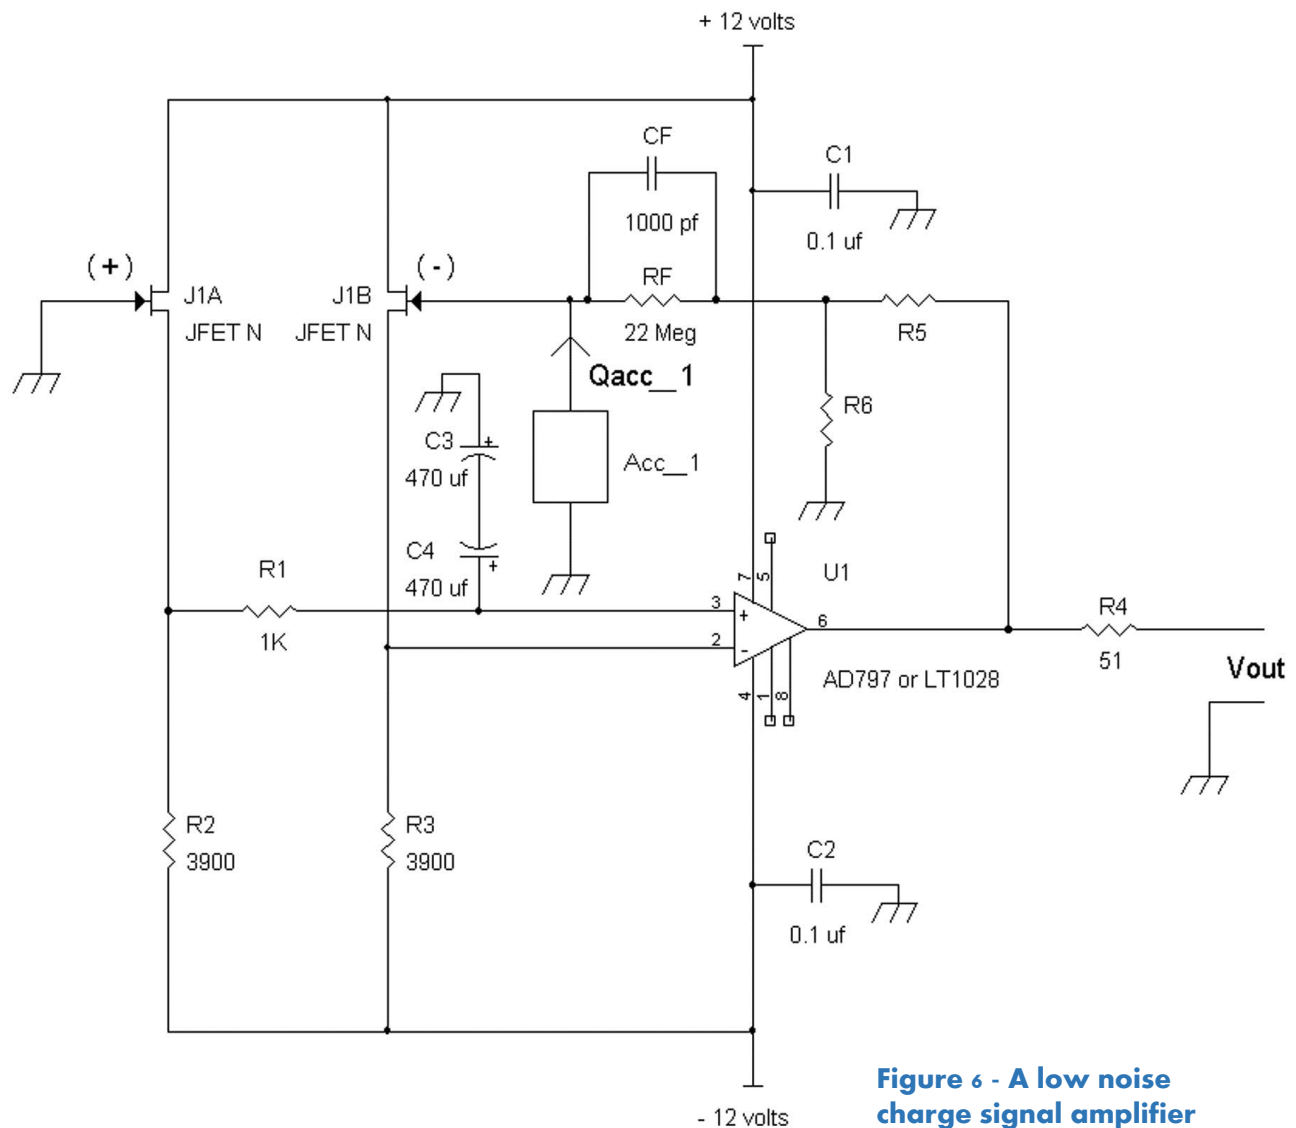 + 12 volts
CF
1000 pf
C1
0.1 uf
(+)
J1A
JFET N
J1B
JFET N
(-)
RF
22 Meg
R5
Qacc__1
R6
C3
+
470 uf
Acc__1
C4
+
470 uf
R1
1K
7
5
U1
3
+
2
-
6
4
1
8
AD797 or LT1028
R4
51
Vout
R2
3900
R3
3900
C2
0.1 uf
- 12 volts
Figure 6 - A low noise
charge signal amplifier